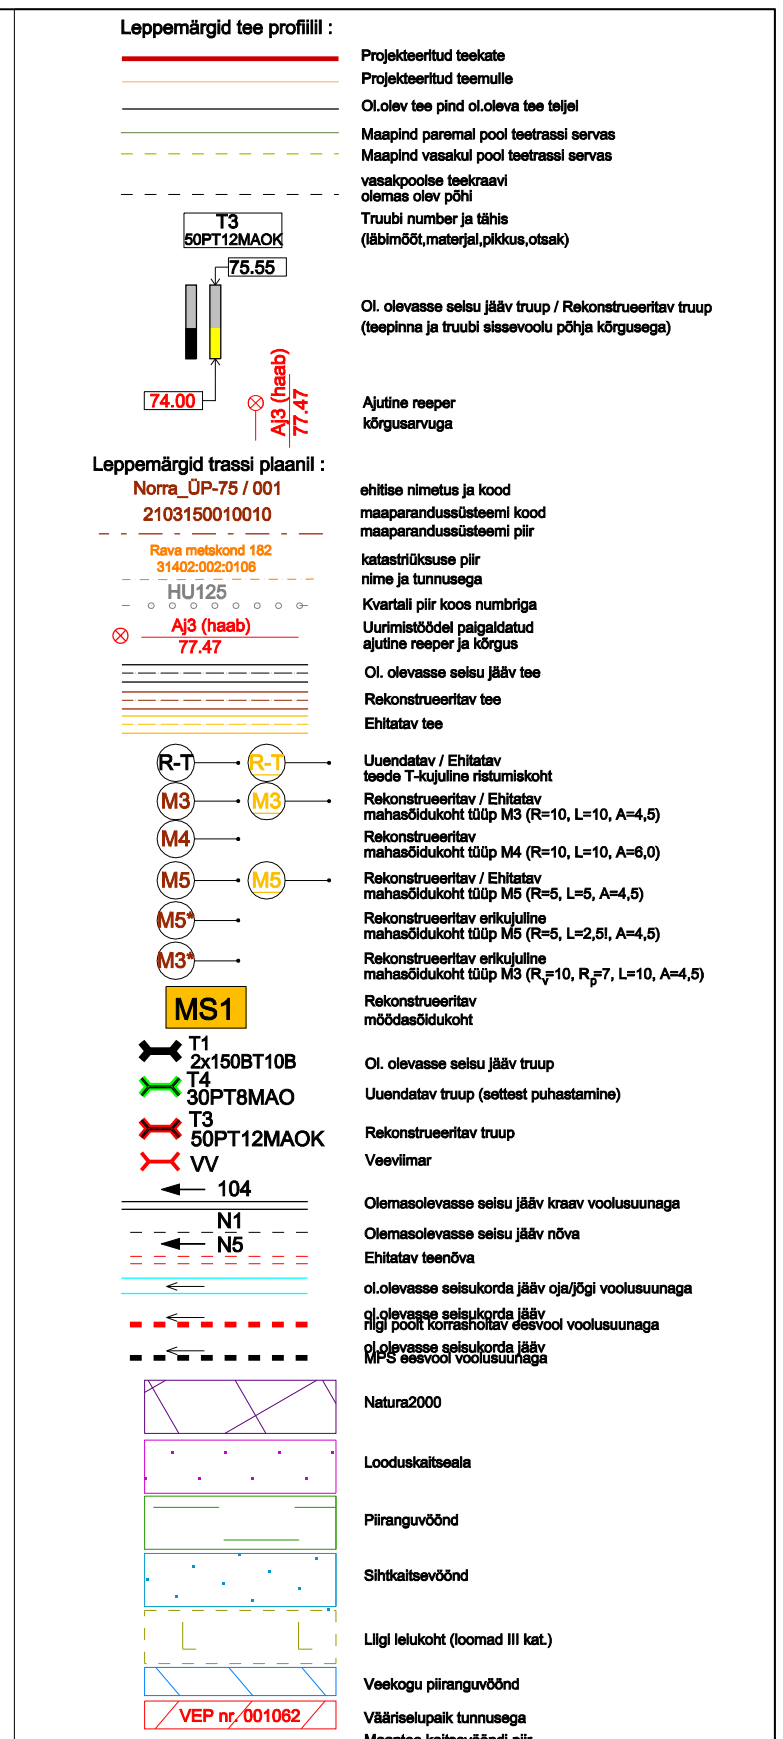 Leppemärgid tee profiilil :
Projekteeritud teekate
Projekteeritud teemulle
Ol.olev tee pind ol.oleva tee teljel
Maapind paremal pool teetrassi servas
Maapind vasakul pool teetrassi servas
vasakpoolse teekraavi
olemas olev põhi
T3
50PT12MAOK
Truubi number ja tähis
(läbimõõt,materjal,pikkus,otsak)
75.55
Ol. olevasse seisu jääv truup / Rekonstrueeritav truup
(teepinna ja truubi sissevoolu põhja kõrgusega)
74.00
Aj3 (haab)
77.47
Ajutine reeper
kõrgusarvuga
Leppemärgid trassi plaanil :
Norra_ÜP-75 / 001
ehitise nimetus ja kood
2103150010010
maaparandussüsteemi kood
maaparandussüsteemi piir
Rava metskond 182
31402:002:0106
katastriüksuse piir
nime ja tunnusega
HU125
Kvartali piir koos numbriga
Aj3 (haab)
77.47
Uurimistöödel paigaldatud
ajutine reeper ja kõrgus
Ol. olevasse seisu jääv tee
Rekonstrueeritav tee
Ehitatav tee
R-T R-T
Uuendatav / Ehitatav
teede T-kujuline ristumiskoht
M3 M3
Rekonstrueeritav / Ehitatav
mahasõidukoht tüüp M3 (R=10, L=10, A=4,5)
M4
Rekonstrueeritav
mahasõidukoht tüüp M4 (R=10, L=10, A=6,0)
M5 M5
Rekonstrueeritav / Ehitatav
mahasõidukoht tüüp M5 (R=5, L=5, A=4,5)
M5*
Rekonstrueeritav erikujuline
mahasõidukoht tüüp M5 (R=5, L=2,5!, A=4,5)
M3*
Rekonstrueeritav erikujuline
mahasõidukoht tüüp M3 (Rv=10, Rp=7, L=10, A=4,5)
MS1
Rekonstrueeritav
möödasõidukoht
T1
2x150BT10B
Ol. olevasse seisu jääv truup
T4
30PT8MAO
Uuendatav truup (settest puhastamine)
T3
50PT12MAOK
Rekonstrueeritav truup
VV
Veeviimar
104
Olemasolevasse seisu jääv kraav voolusuunaga
N1
Olemasolevasse seisu jääv nõva
N5
Ehitatav teenõva
ol.olevasse seisukorda jääv oja/jõgi voolusuunaga
ol.olevasse seisukorda jääv
riigi poolt korrashoitav eesvool voolusuunaga
ol.olevasse seisukorda jääv
MPS eesvool voolusuunaga
Natura2000
Looduskaitseala
Piiranguvöönd
Sihtkaitsevöönd
Liigi leiukoht (loomad III kat.)
Veekogu piiranguvöönd
VEP nr. 001062
Vääriselupaik tunnusega
Maantee kaitsevööndi piir